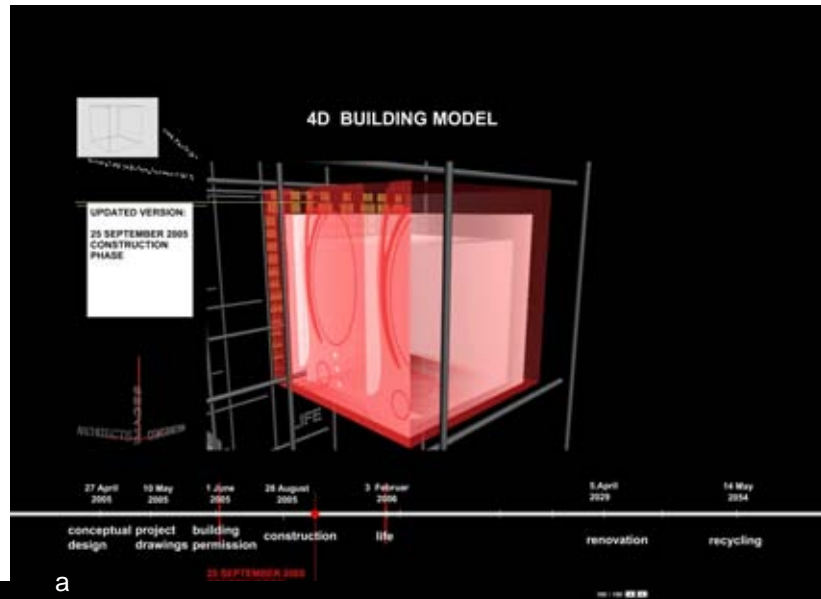 4D BUILDING MODEL
UPDATED VERSION:
25 SEPTEMBER 2005
CONSTRUCTION
PHASE
LIFE
27 April
2005
10 May
2005
1 June
2005
26 August
2005
3 Februar
2006
5 April
2029
14 May
2054
conceptual
design
project
drawings
building
permission
construction
life
renovation
recycling
25 SEPTEMBER 2005
a